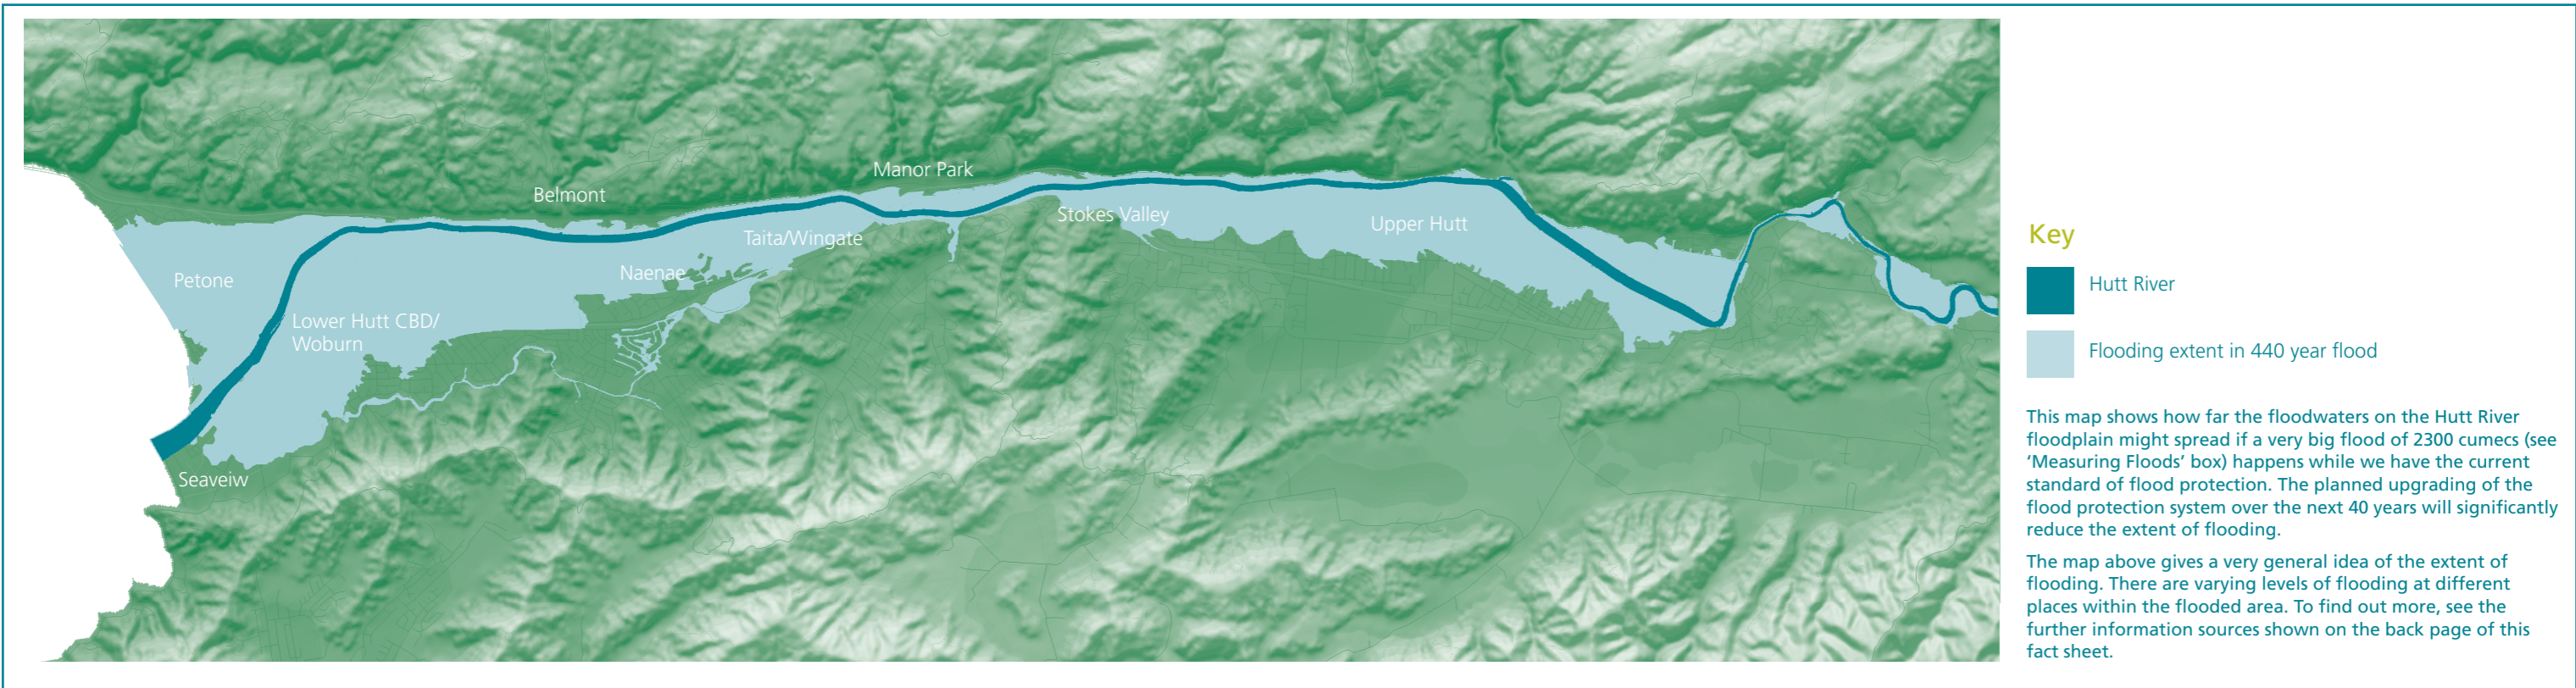 Manor Park
Belmont
Stokes Valley
Upper Hutt
Taita/Wingate
Naenae
Petone
Lower Hutt CBD/
Woburn
Seaveiw
Key
Hutt River
Flooding extent in 440 year flood
This map shows how far the floodwaters on the Hutt River
floodplain might spread if a very big flood of 2300 cumecs (see
‘Measuring Floods’ box) happens while we have the current
standard of flood protection. The planned upgrading of the
flood protection system over the next 40 years will significantly
reduce the extent of flooding.
The map above gives a very general idea of the extent of
flooding. There are varying levels of flooding at different
places within the flooded area. To find out more, see the
further information sources shown on the back page of this
fact sheet.